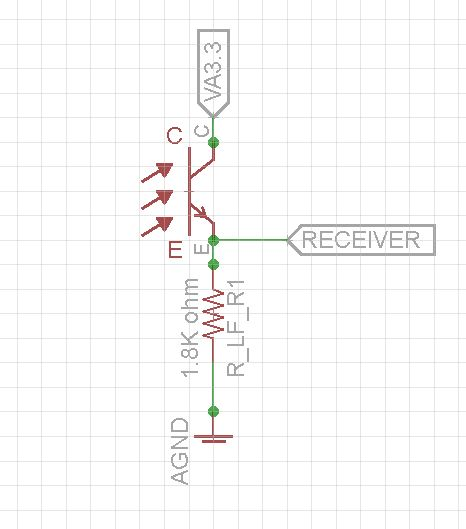 VA3.3
C
C
E
E
RECEIVER
1.8K ohm
R_LF_R1
AGND